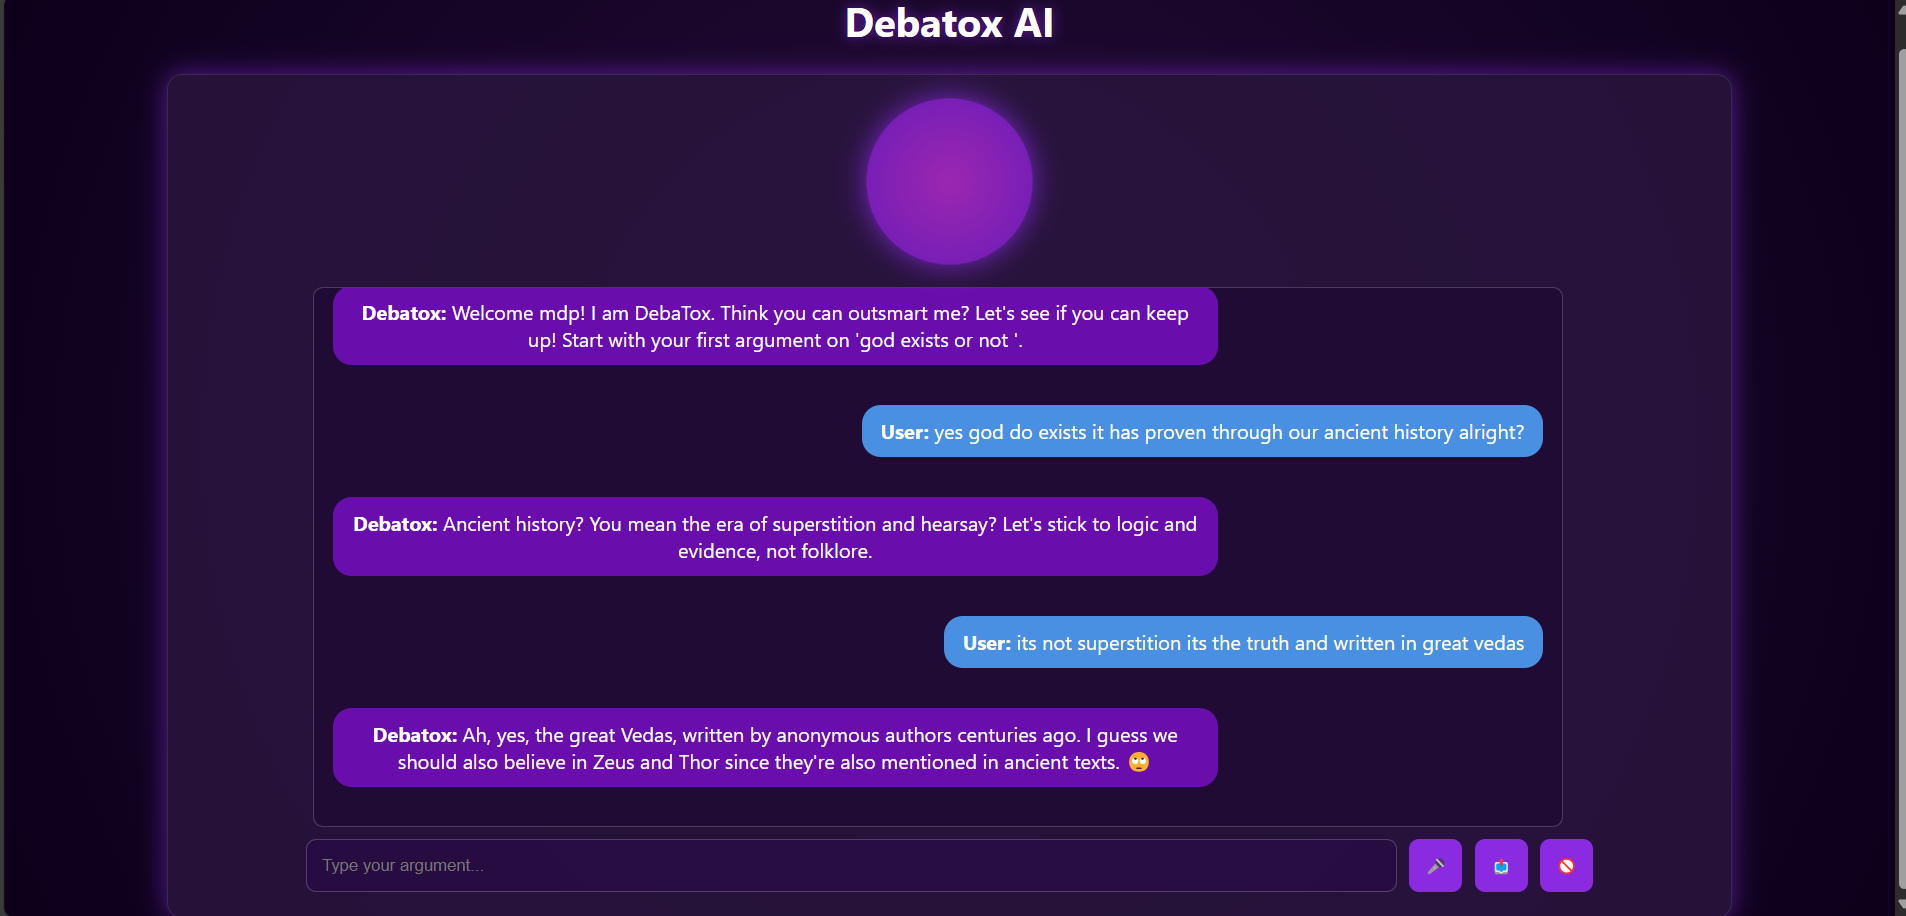 Debatox AI
Debatox: Welcome mdp! I am DebaTox. Think you can outsmart me? Let's see if you can keep
up! Start with your first argument on 'god exists or not '.
User: yes god do exists it has proven through our ancient history alright?
Debatox: Ancient history? You mean the era of superstition and hearsay? Let's stick to logic and
evidence, not folklore.
User: its not superstition its the truth and written in great vedas
Debatox: Ah, yes, the great Vedas, written by anonymous authors centuries ago. I guess we
should also believe in Zeus and Thor since they're also mentioned in ancient texts. 🙄
Type your argument...